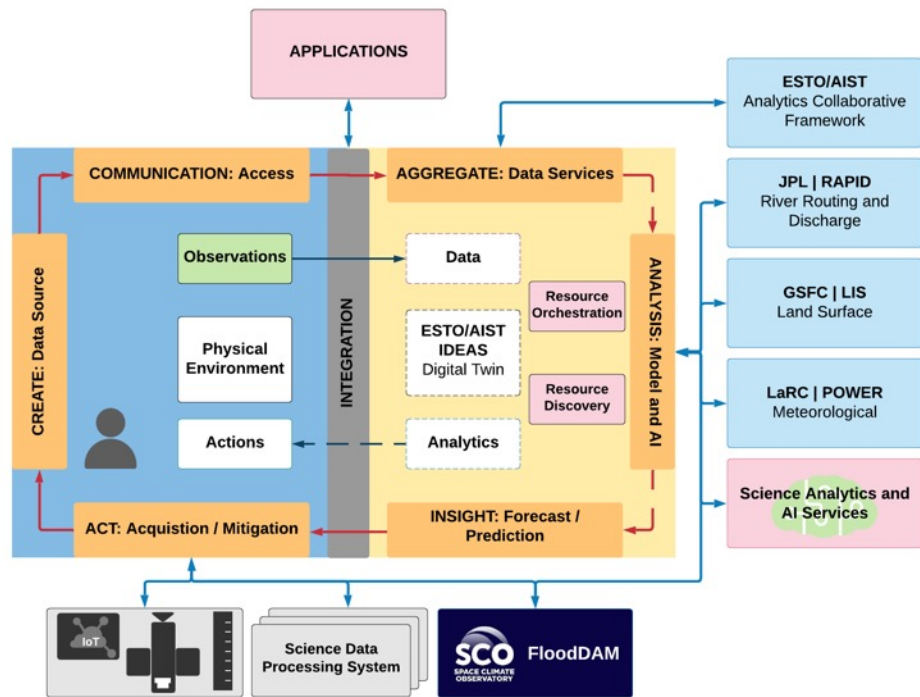 APPLICATIONS
ESTO/AIST
Analytics Collaborative
Framework
COMMUNICATION: Access
AGGREGATE: Data Services
JPL | RAPID
River Routing and
Discharge
Observations
Data
CREATE: Data Source
INTEGRATION
ANALYSIS: Model and AI
Resource
Orchestration
GSFC | LIS
Land Surface
Physical
Environment
ESTO/AIST
IDEAS
Digital Twin
Resource
Discovery
LaRC | POWER
Meteorological
Actions
Analytics
Science Analytics and
AI Services
ACT: Acquistion / Mitigation
INSIGHT: Forecast /
Prediction
IoT
Science Data
Processing System
SCO
SPACE CLIMATE
OBSERVATORY
FloodDAM